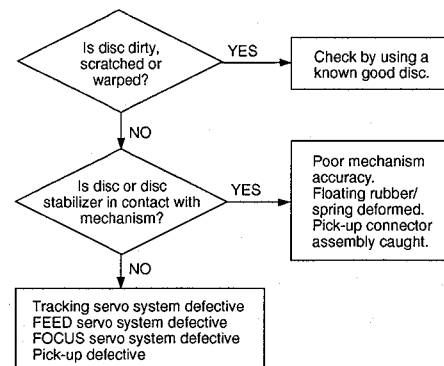 Is disc dirty,
scratched or
warped?
YES
Check by using a
known good disc.
NO
Is disc or disc
stabilizer in contact with
mechanism?
YES
Poor mechanism
accuracy.
Floating rubber/
spring deformed.
Pick-up connector
assembly caught.
NO
Tracking servo system defective
FEED servo system defective
FOCUS servo system defective
Pick-up defective